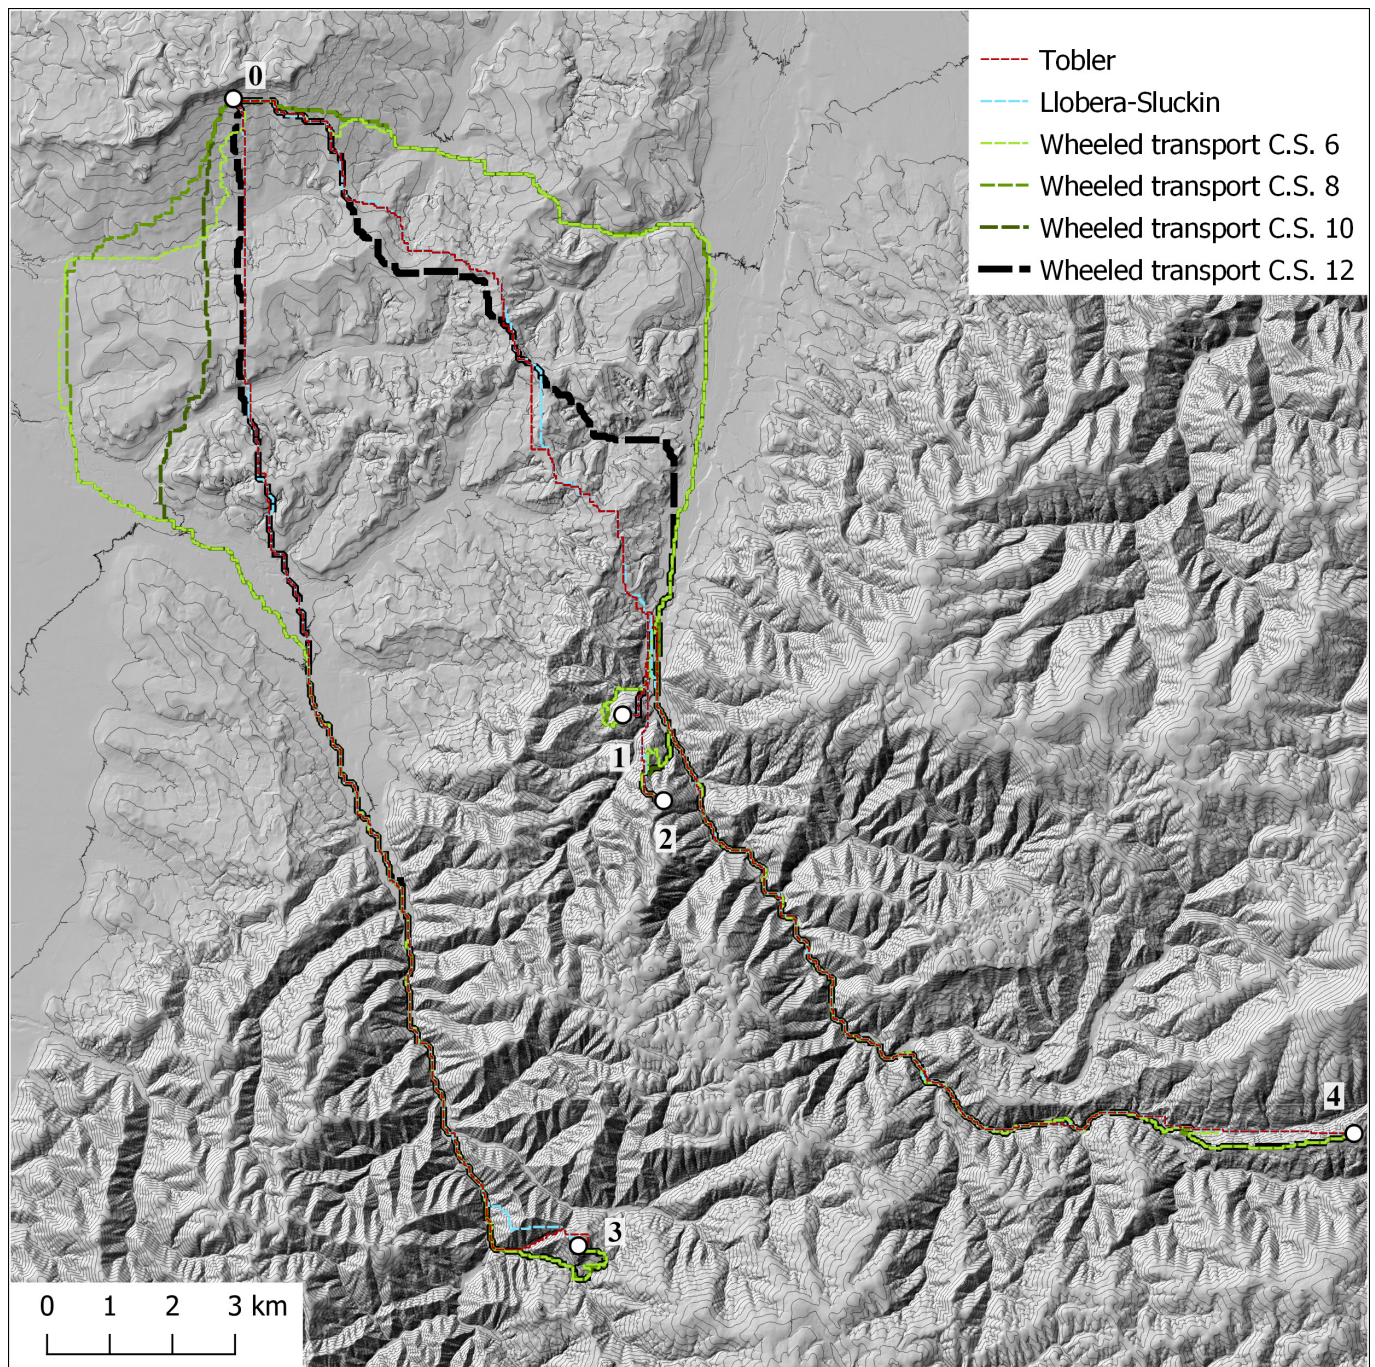 0
Tobler
Llobera-Sluckin
Wheeled transport C.S. 6
Wheeled transport C.S. 8
Wheeled transport C.S. 10
Wheeled transport C.S. 12
1
2
4
3
0 1 2 3 km